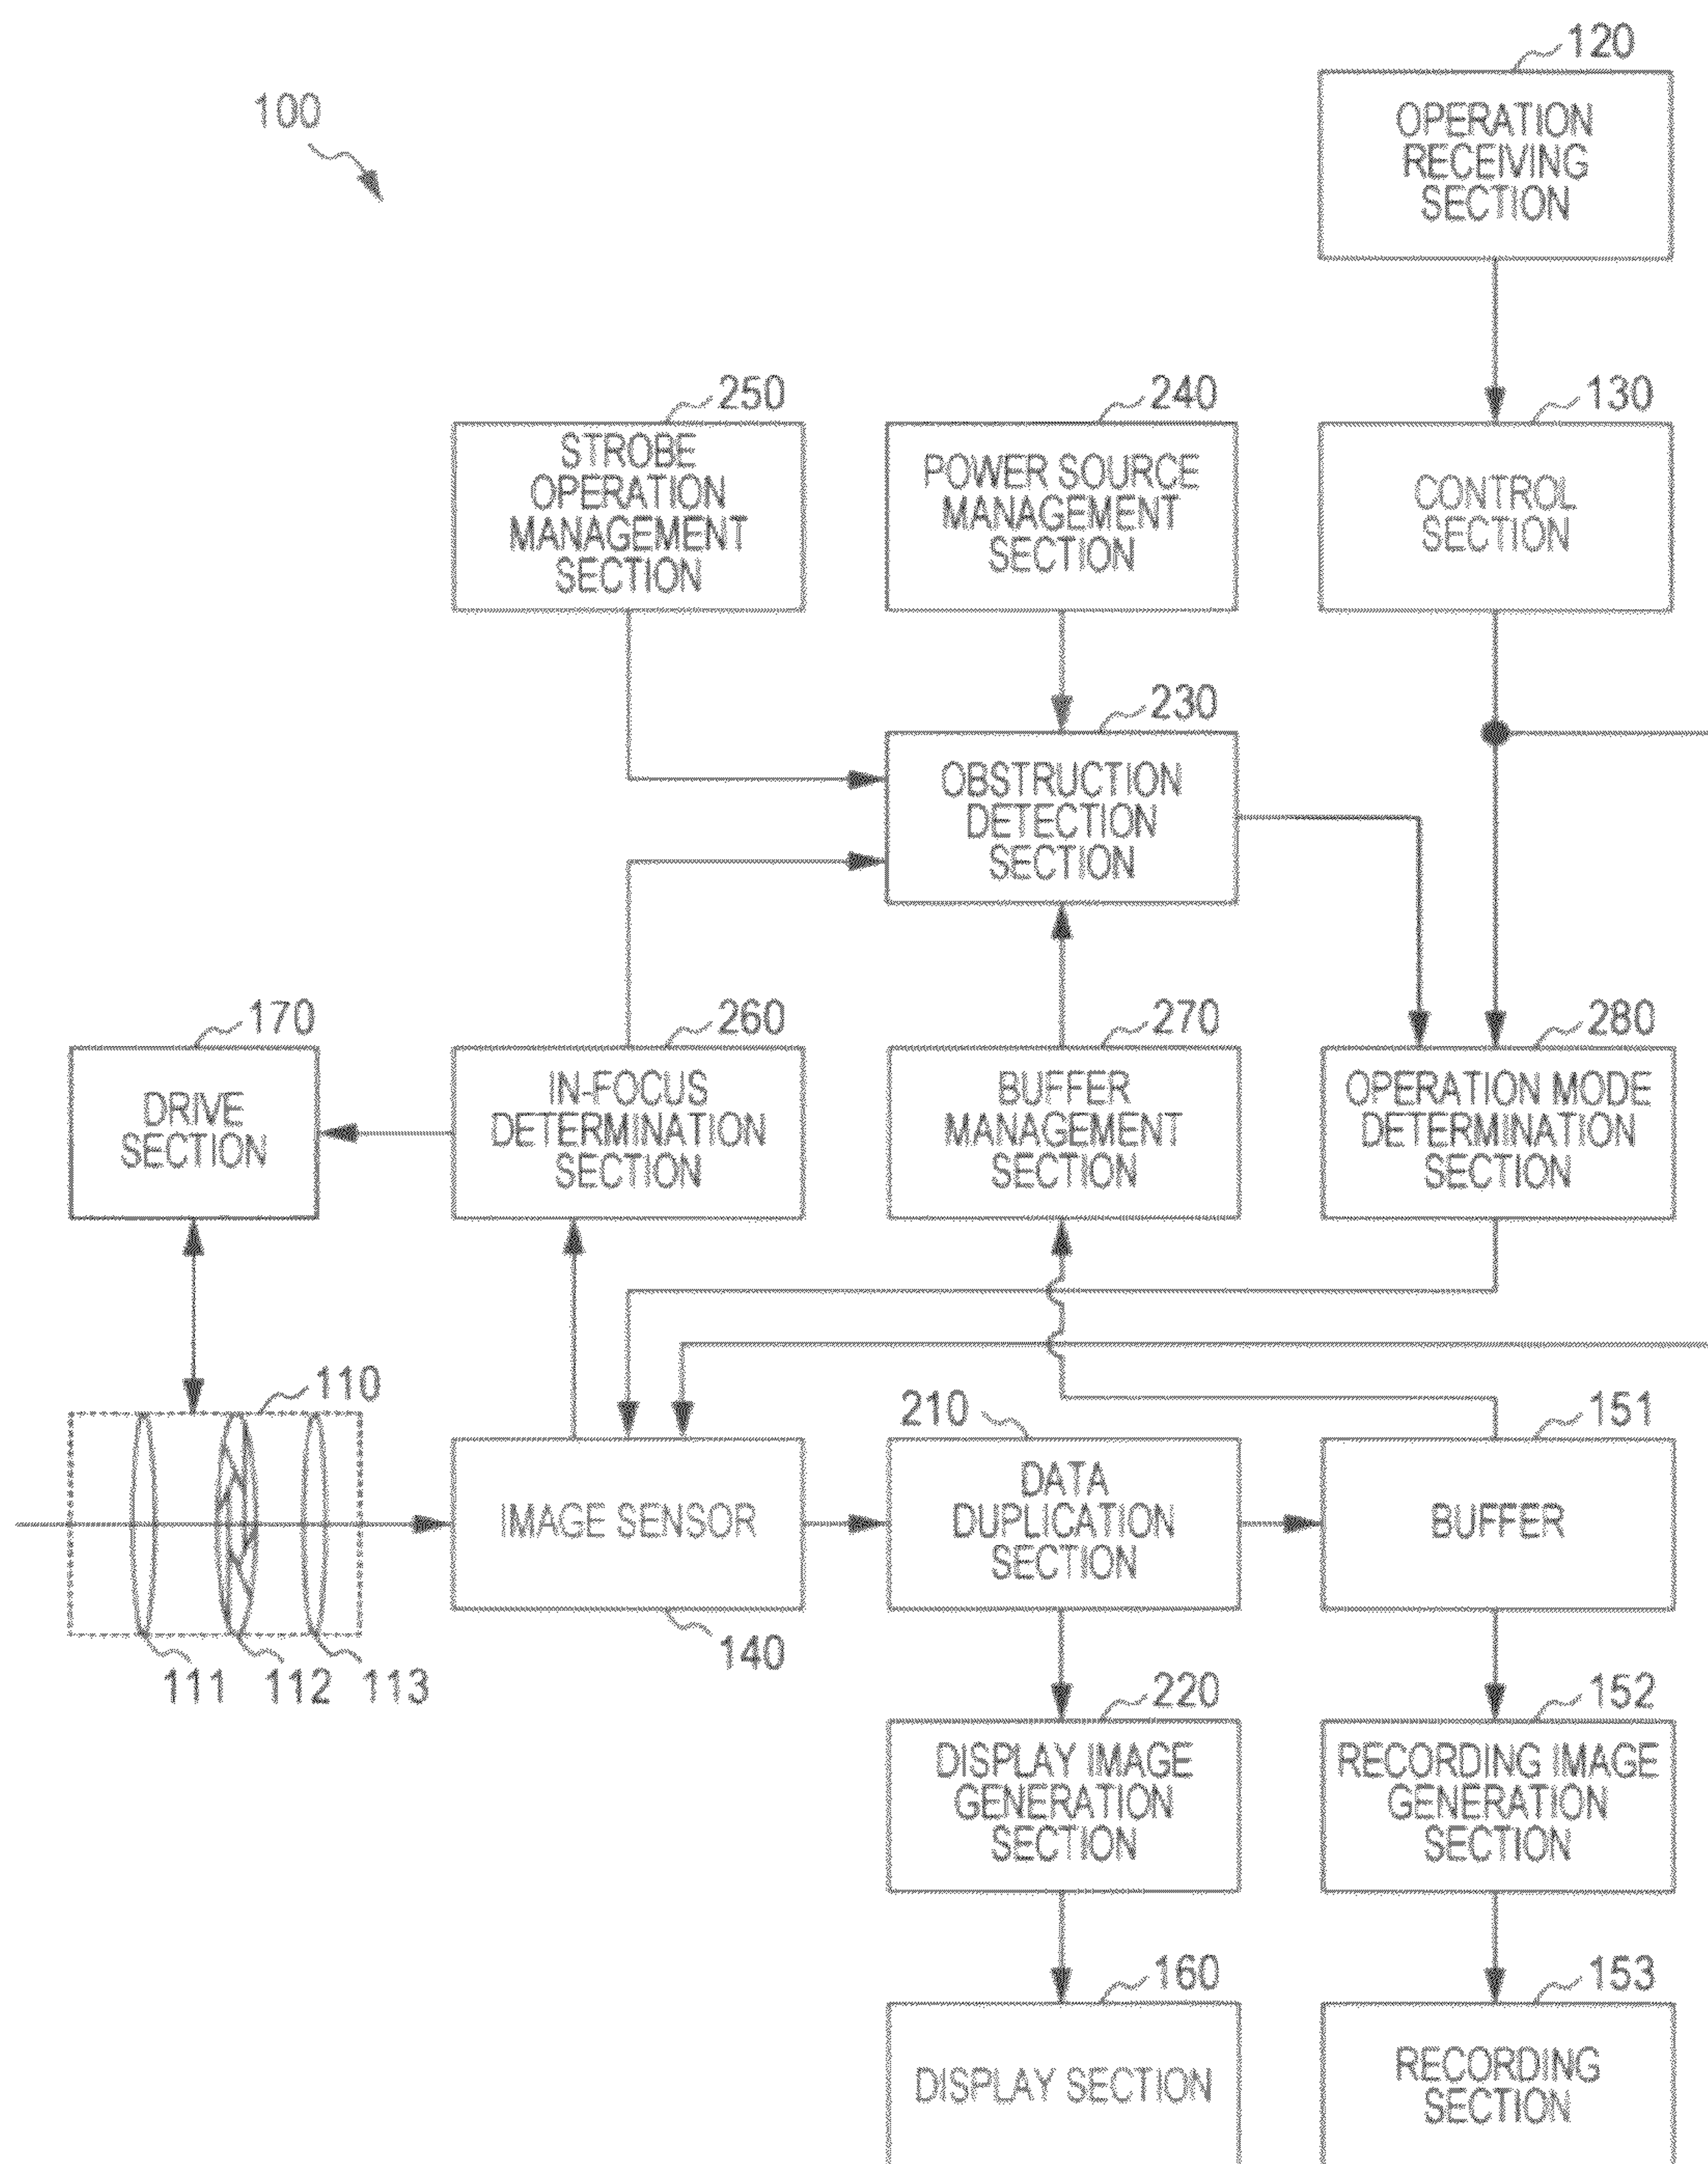 120
100
OPERATION
RECEIVING
SECTION
250
240
130
STROBE
OPERATION
MANAGEMENT
SECTION
POWER SOURCE
MANAGEMENT
SECTION
CONTROL
SECTION
230
OBSTRUCTION
DETECTION
SECTION
170
260
270
280
DRIVE
SECTION
IN-FOCUS
DETERMINATION
SECTION
BUFFER
MANAGEMENT
SECTION
OPERATION MODE
DETERMINATION
SECTION
110
210
151
IMAGE SENSOR
DATA
DUPLICATION
SECTION
BUFFER
111
112
113
140
220
152
DISPLAY IMAGE
GENERATION
SECTION
RECORDING IMAGE
GENERATION
SECTION
160
153
DISPLAY SECTION
RECORDING
SECTION